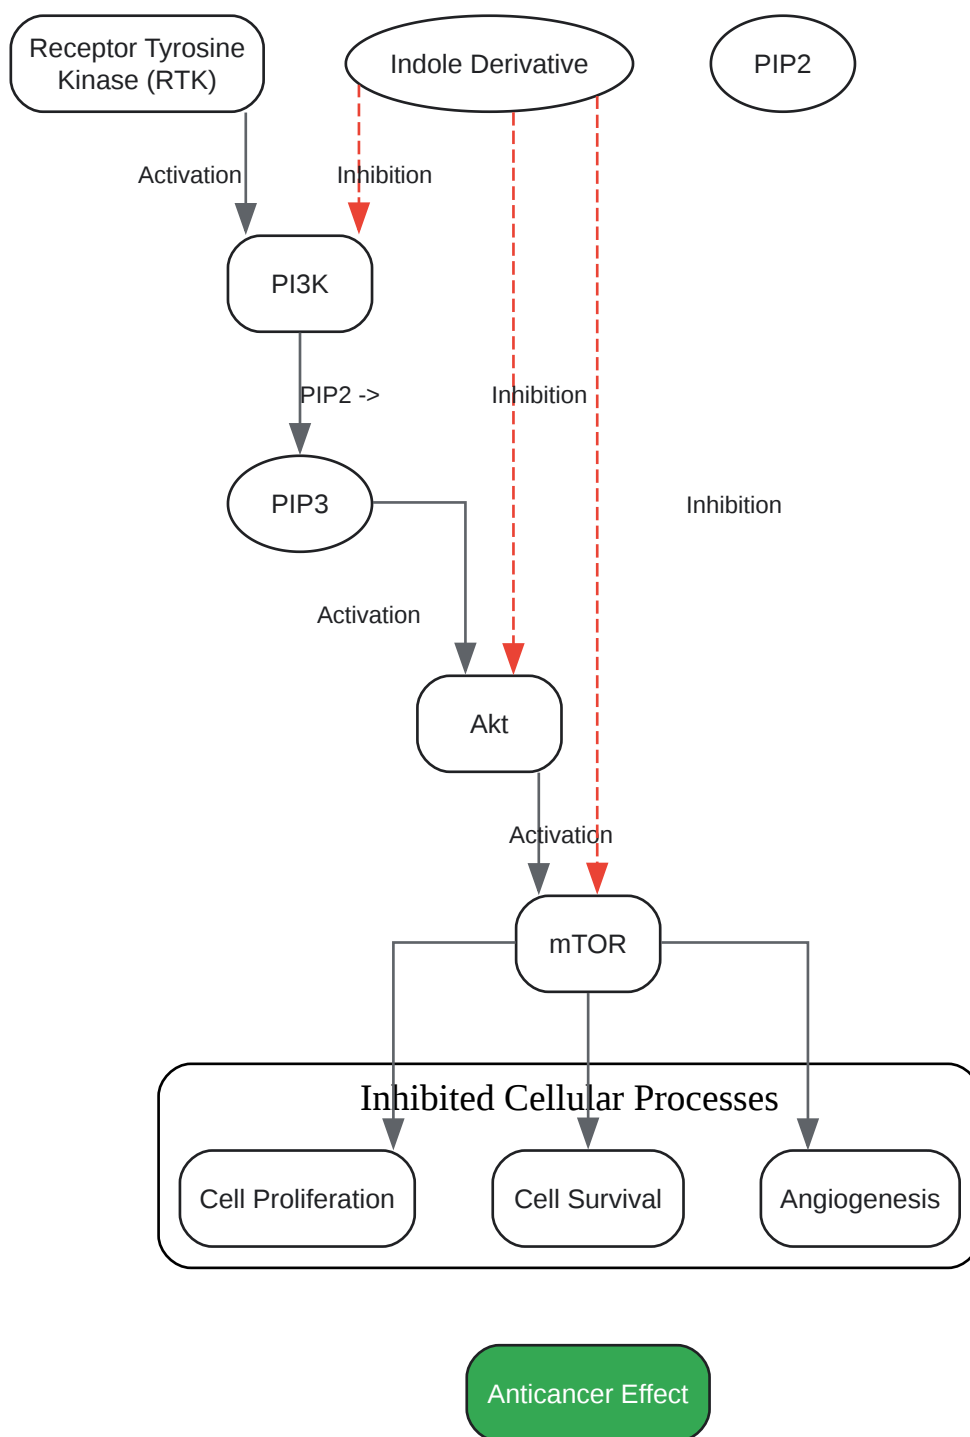 Receptor Tyrosine
Kinase (RTK)
Indole Derivative
PIP2
Activation
Inhibition
PI3K
PIP2 ->
Inhibition
PIP3
Inhibition
Activation
Akt
Activation
mTOR
Inhibited Cellular Processes
Cell Proliferation
Cell Survival
Angiogenesis
Anticancer Effect